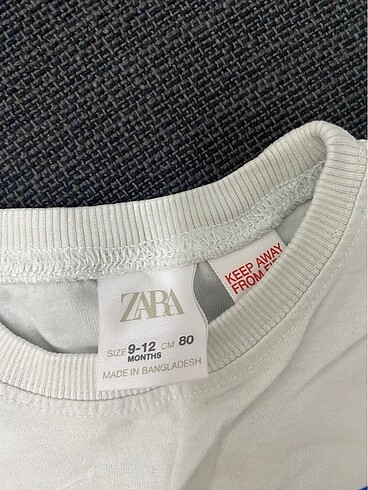 ZARA
SIZE 9-12 CM 80
MONTHS
MADE IN BANGLADESH
KEEP AWAY
FROM